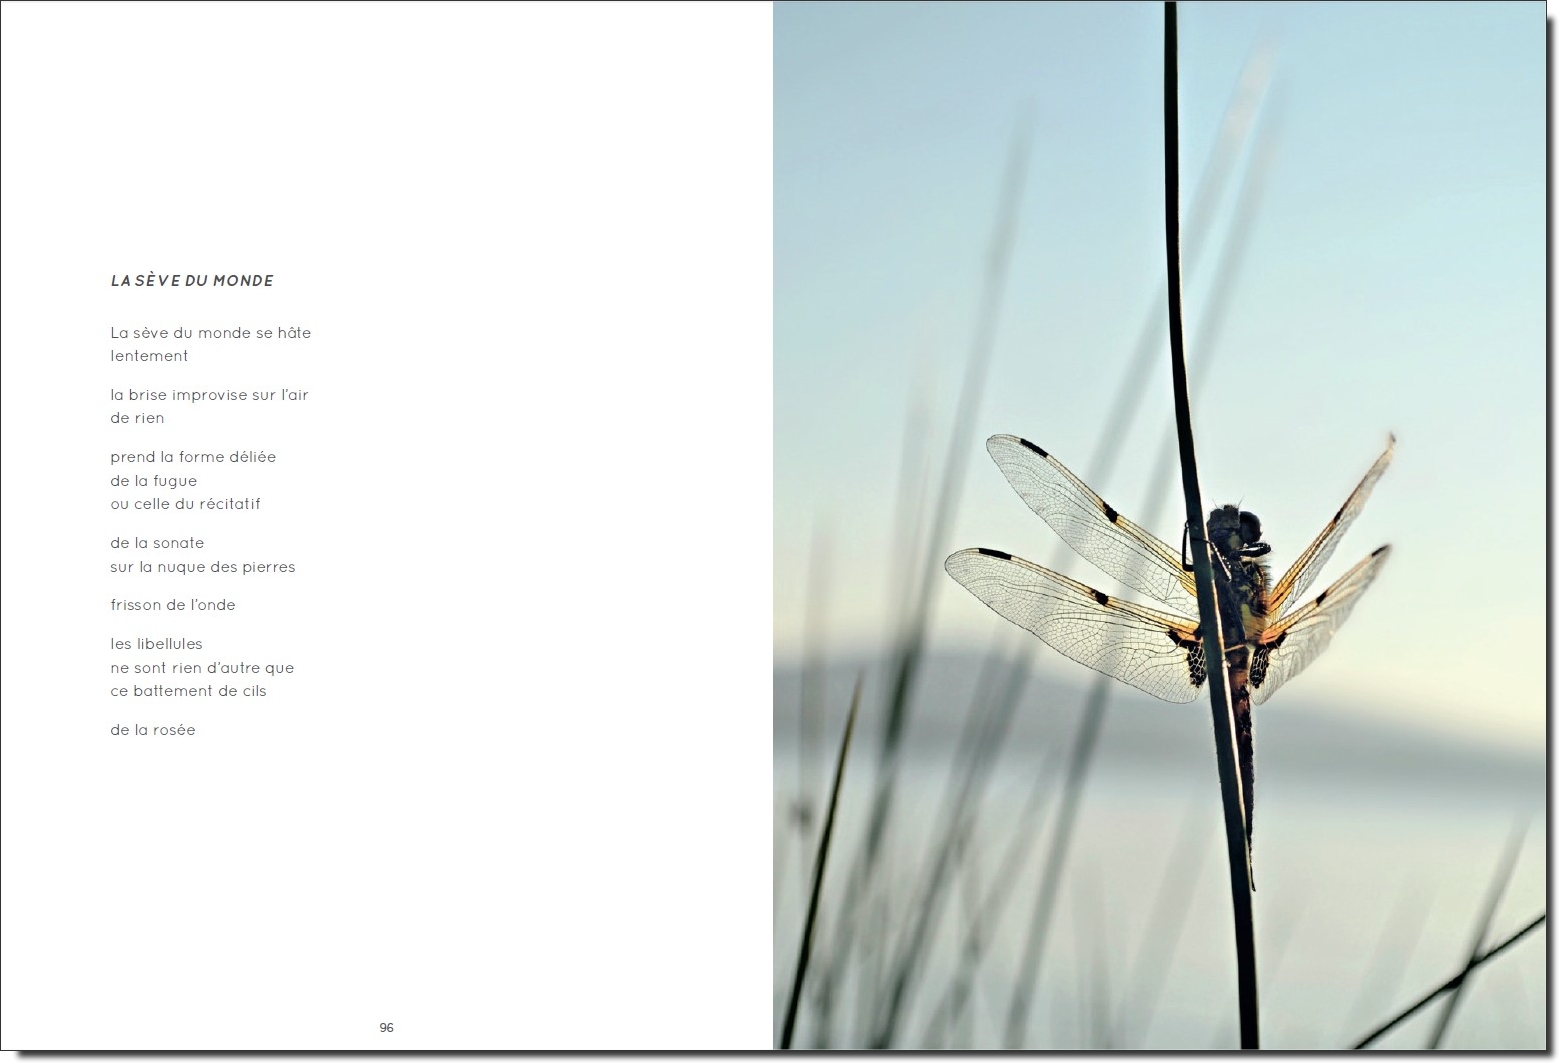 LA SÈVE DU MONDE
La sève du monde se hâte
lentement
la brise improvise sur l'air
de rien
prend la forme déliée
de la fugue
ou celle du récitatif
de la sonate
sur la nuque des pierres
frisson de l'onde
les libellules
ne sont rien d'autre que
ce battement de cils
de la rosée
96